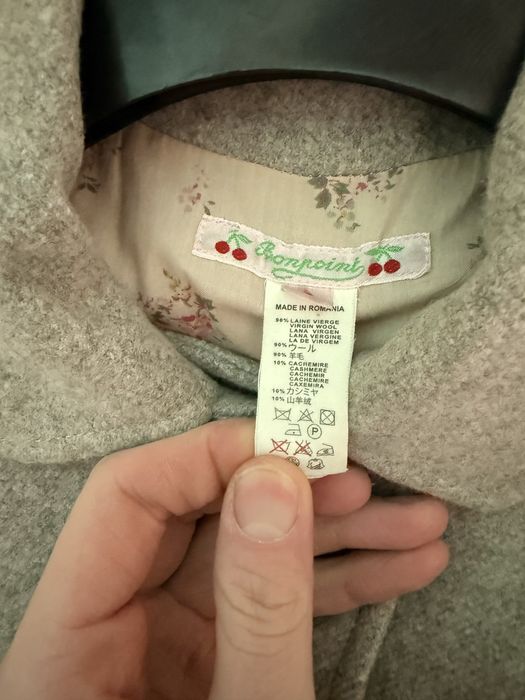 Bonpoint
MADE IN ROMANIA
90% LAINE VIERGE
VIRGIN WOOL
LANA VIRGEN
LANA VERGINE
LA DE VIRGEM
90% ウール
90% 羊毛
10% CACHEMIRE
CASHMERE
CACHEMIR
CACHEMIRE
CAXEMIRA
10% カシミヤ
10% 山羊绒
P